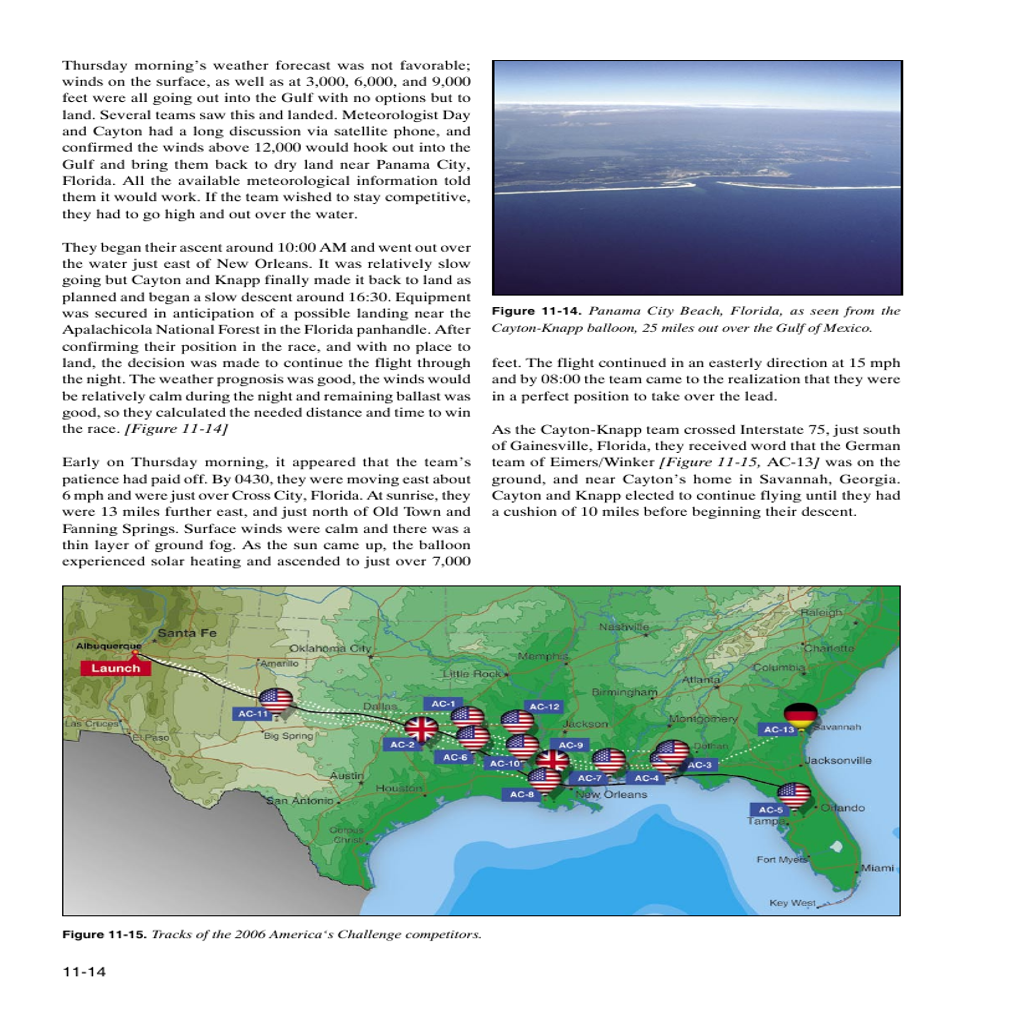 Thursday morning's weather forecast was not favorable;
winds on the surface, as well as at 3,000, 6,000, and 9,000
feet were all going out into the Gulf with no options but to
land. Several teams saw this and landed. Meteorologist Day
and Cayton had a long discussion via satellite phone, and
confirmed the winds above 12,000 would hook out into the
Gulf and bring them back to dry land near Panama City,
Florida. All the available meteorological information told
them it would work. If the team wished to stay competitive,
they had to go high and out over the water.
They began their ascent around 10:00 AM and went out over
the water just east of New Orleans. It was relatively slow
going but Cayton and Knapp finally made it back to land as
planned and began a slow descent around 16:30. Equipment
was secured in anticipation of a possible landing near the
Apalachicola National Forest in the Florida panhandle. After
confirming their position in the race, and with no place to
land, the decision was made to continue the flight through
the night. The weather prognosis was good, the winds would
be relatively calm during the night and remaining ballast was
good, so they calculated the needed distance and time to win
the race. [Figure 11-14]
Early on Thursday morning, it appeared that the team's
patience had paid off. By 0430, they were moving east about
6 mph and were just over Cross City, Florida. At sunrise, they
were 13 miles further east, and just north of Old Town and
Fanning Springs. Surface winds were calm and there was a
thin layer of ground fog. As the sun came up, the balloon
experienced solar heating and ascended to just over 7,000
Figure 11-14. Panama City Beach, Florida, as seen from the
Cayton-Knapp balloon, 25 miles out over the Gulf of Mexico.
feet. The flight continued in an easterly direction at 15 mph
and by 08:00 the team came to the realization that they were
in a perfect position to take over the lead.
As the Cayton-Knapp team crossed Interstate 75, just south
of Gainesville, Florida, they received word that the German
team of Eimers/Winker [Figure 11-15, AC-13] was on the
ground, and near Cayton's home in Savannah, Georgia.
Cayton and Knapp elected to continue flying until they had
a cushion of 10 miles before beginning their descent.
Raleigh
Nashville
Santa Fe
Albuquerque
Oklahoma City
Charlotte
Memphis
Launch
Amarillo
Little Rock
Columbia
Atlanta
Birmingham
AC-1
AC-12
Dallas
AC-11
Las Cruces
Jackson
Montgomery
AC-13
Savannah
El Paso
Big Spring
AC-2
AC-9
Dothan
AC-6
AC-10
AC-3
Jacksonville
Austin
AC-7
AC-4
Houston
AC-8
New Orleans
San Antonio
AC-5
Orlando
Tampa
Corpus
Christi
Fort Myers
Miami
Key West
Figure 11-15. Tracks of the 2006 America's Challenge competitors.
11-14